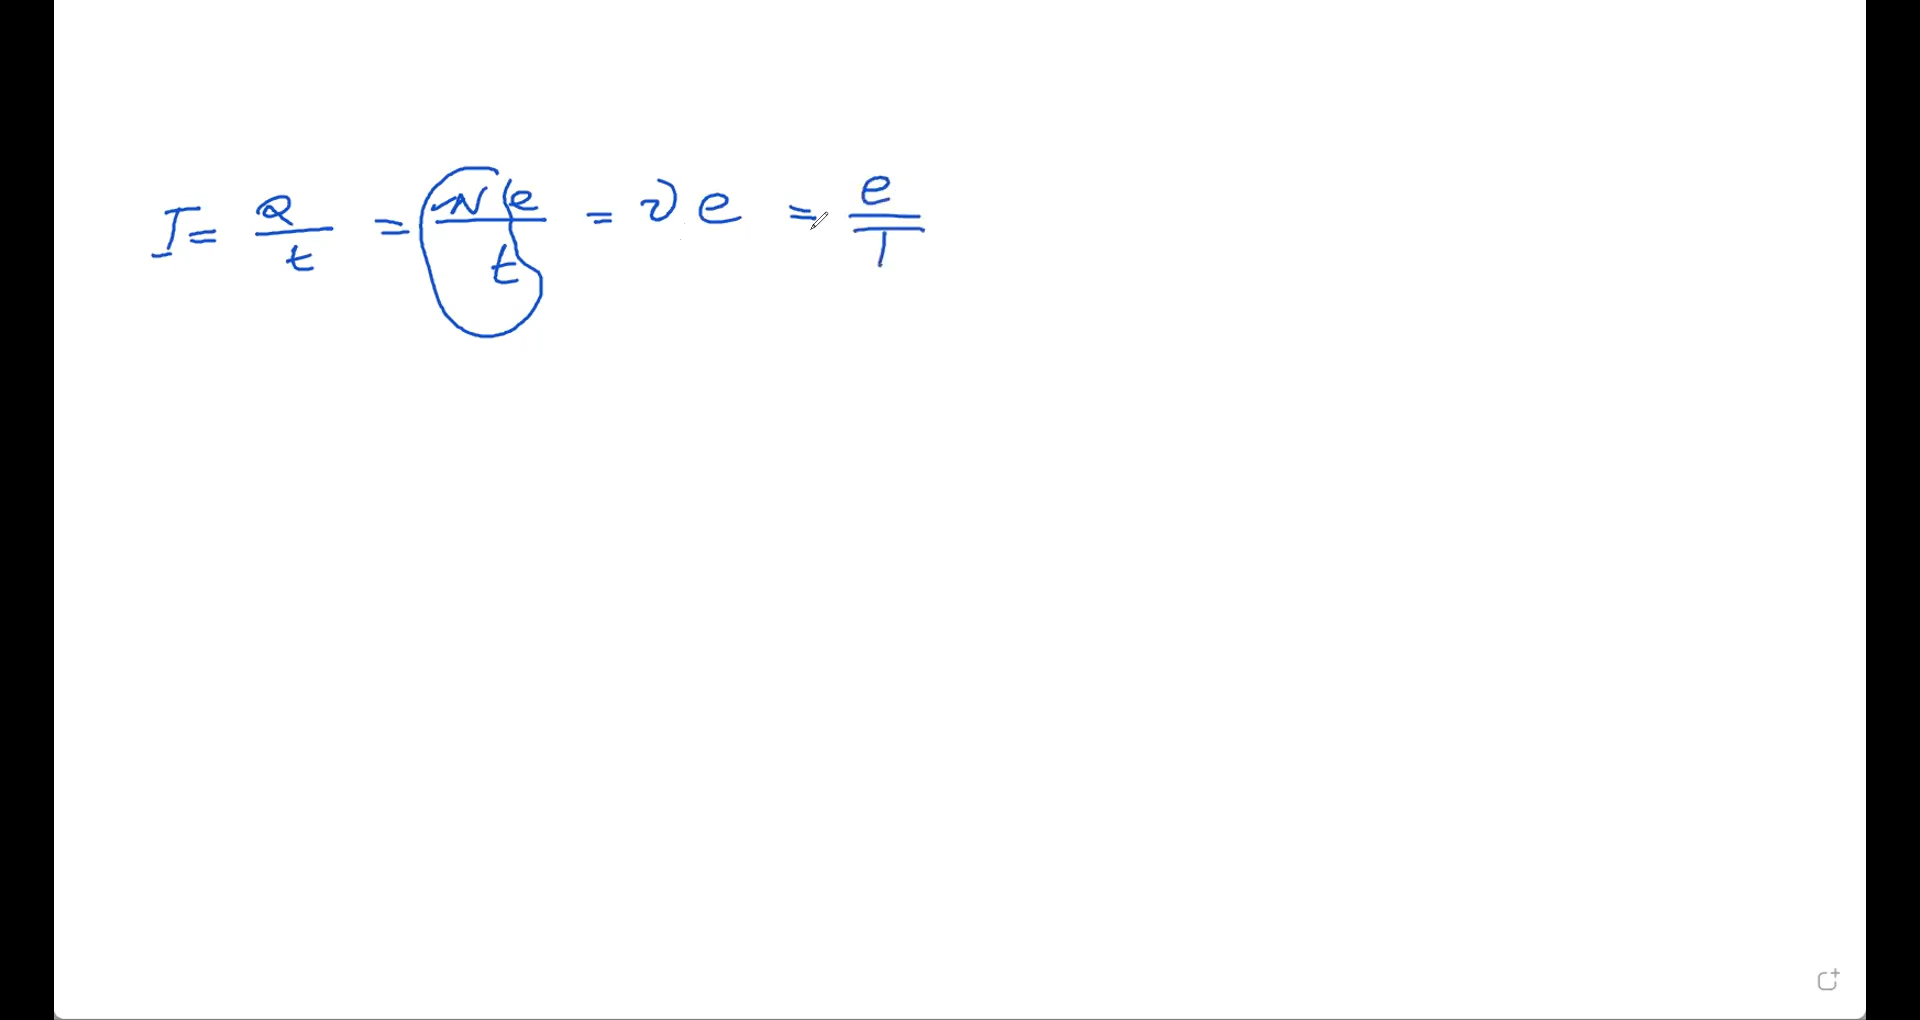 I = Q/t = Ne/t = νe = e/T